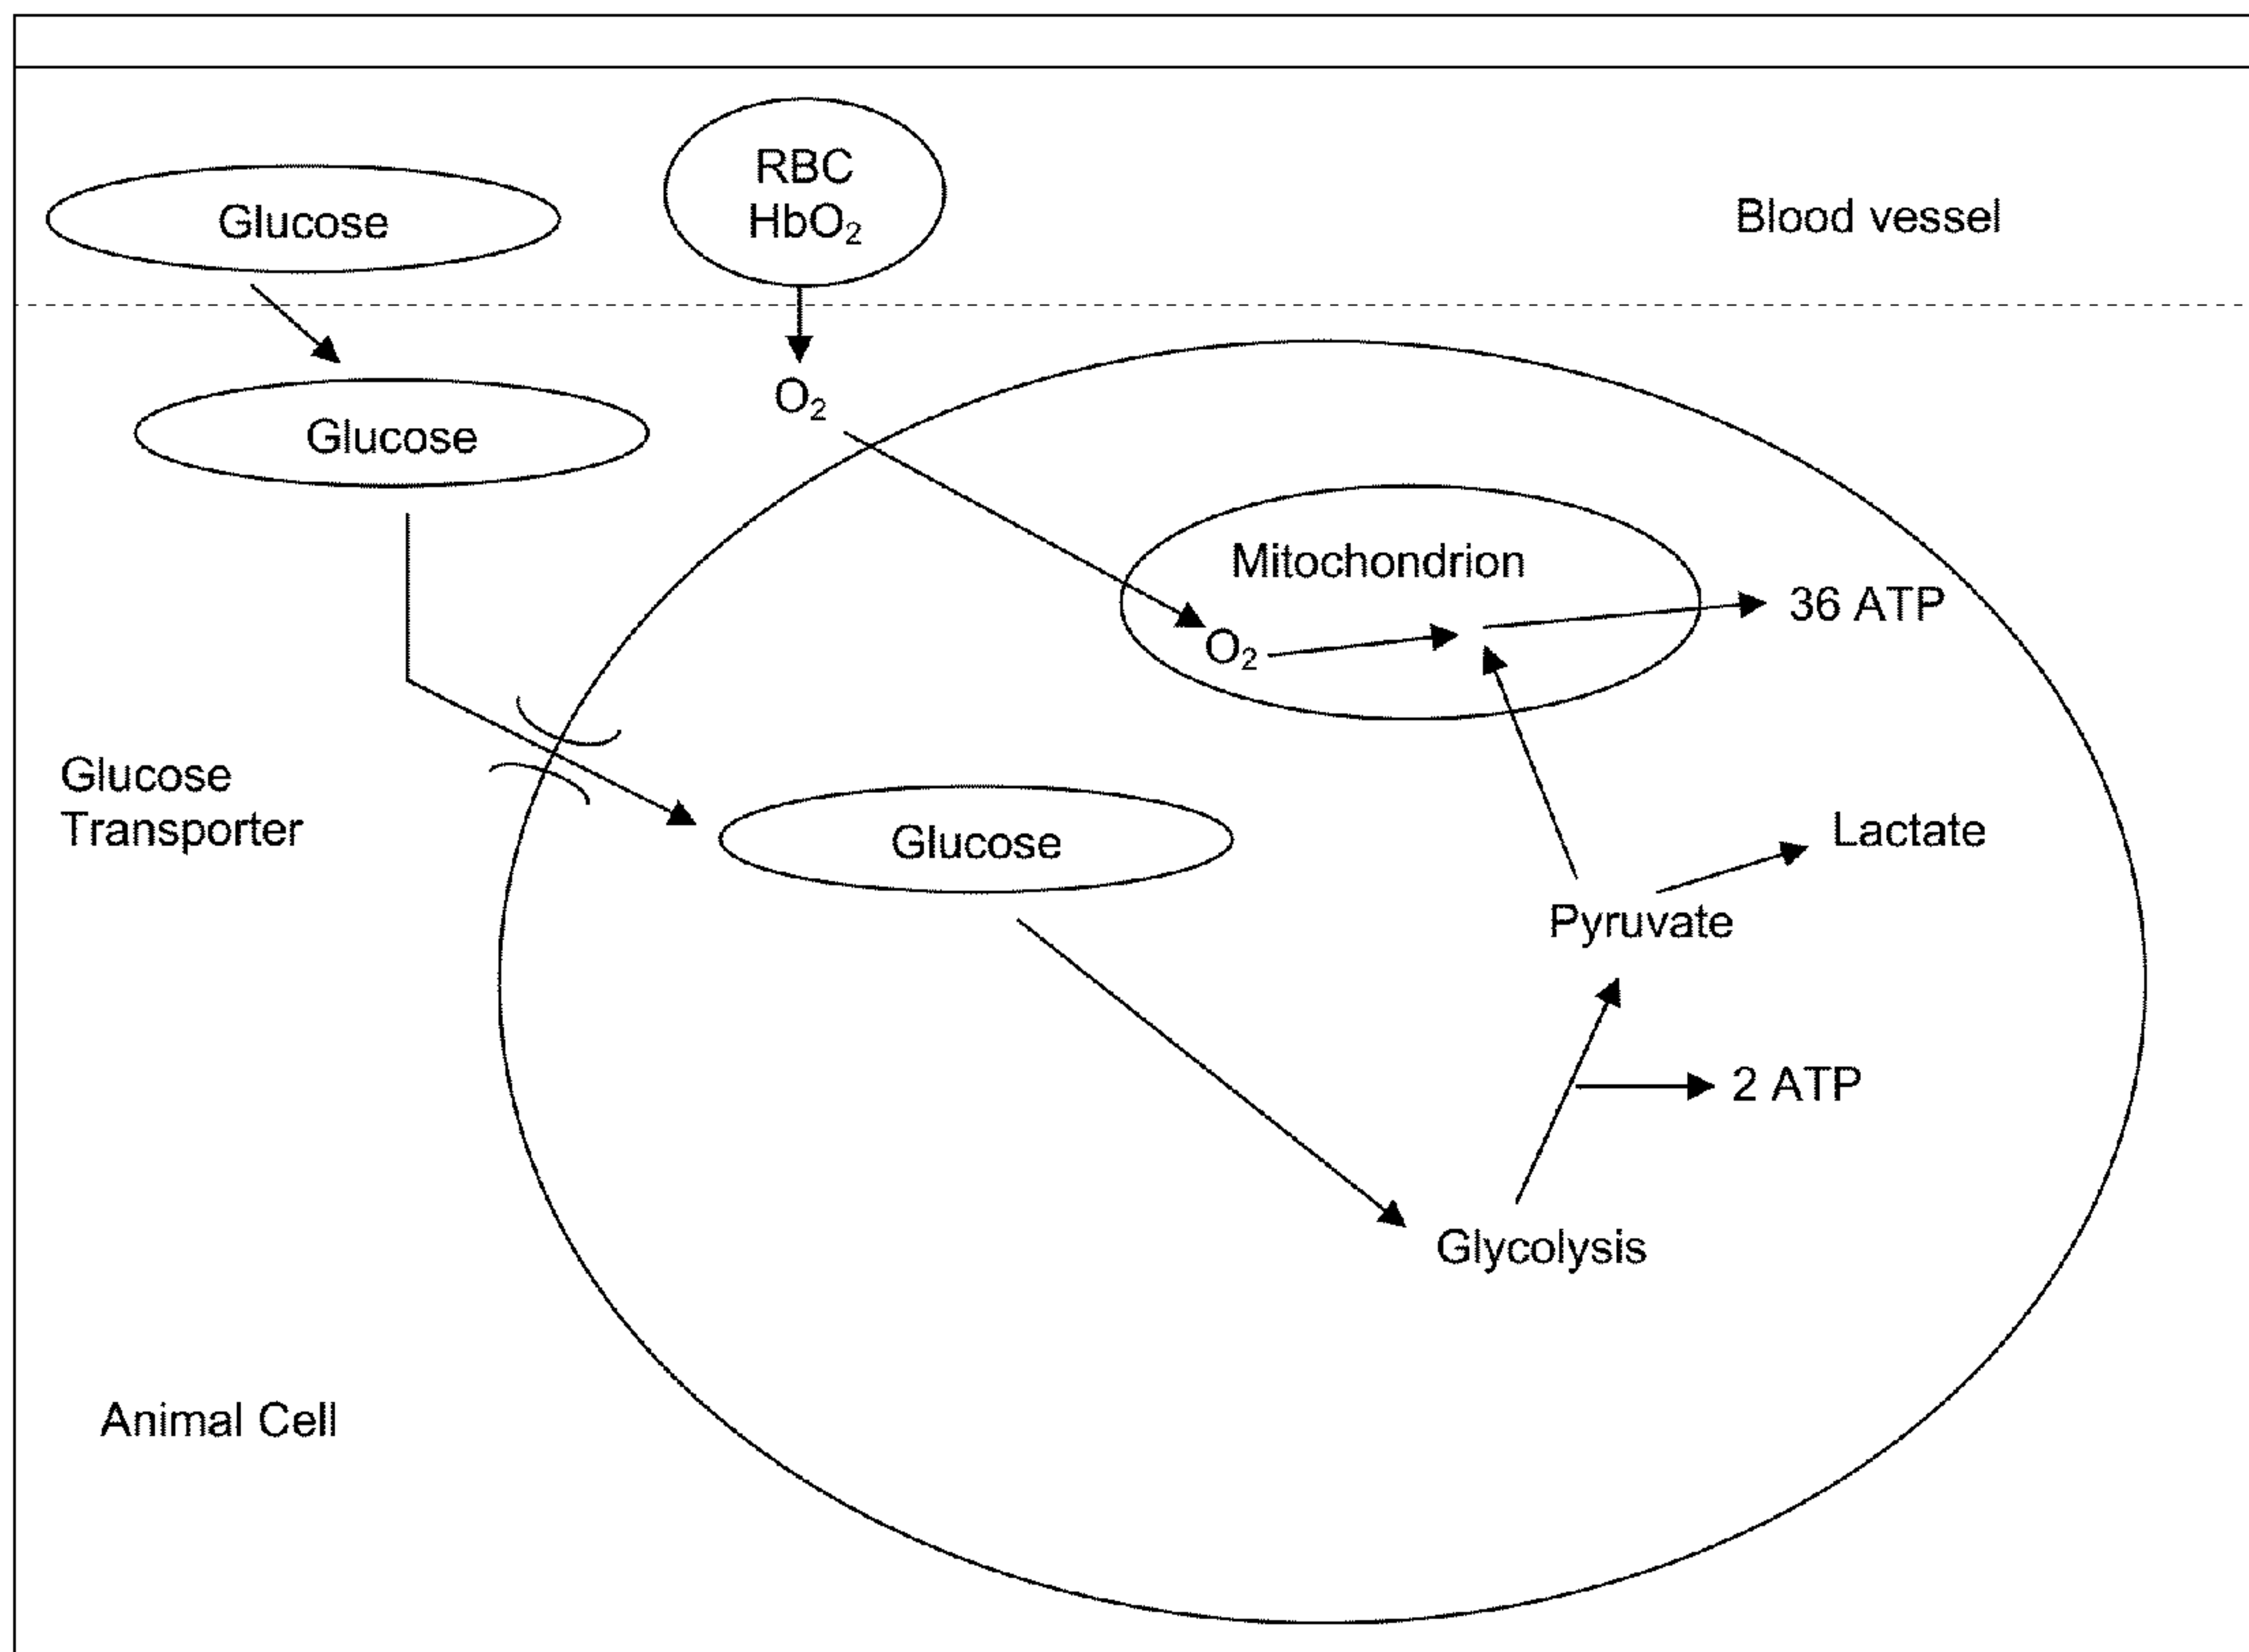 RBC
HbO₂
Glucose
Blood vessel
O₂
Glucose
Mitochondrion
36 ATP
O₂
Glucose
Transporter
Glucose
Lactate
Pyruvate
2 ATP
Glycolysis
Animal Cell